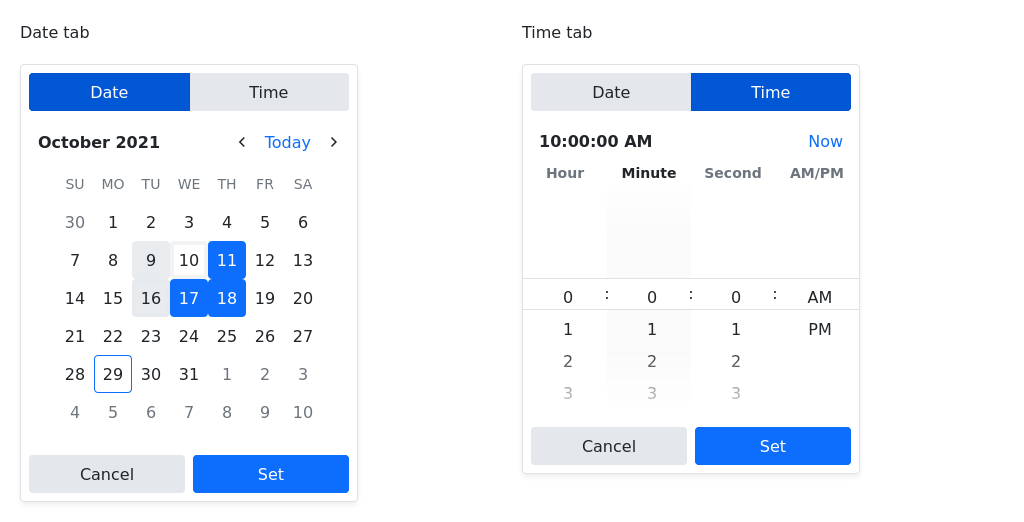 Date tab
Date Time
October 2021 Today
SU MO TU WE TH FR SA
30 1 2 3 4 5 6
7 8 9 10 11 12 13
14 15 16 17 18 19 20
21 22 23 24 25 26 27
28 29 30 31 1 2 3
4 5 6 7 8 9 10
Cancel Set
Time tab
Date Time
10:00:00 AM Now
Hour Minute Second AM/PM
0 : 0 : 0 : AM
1 1 1 PM
2 2 2
3 3 3
Cancel Set